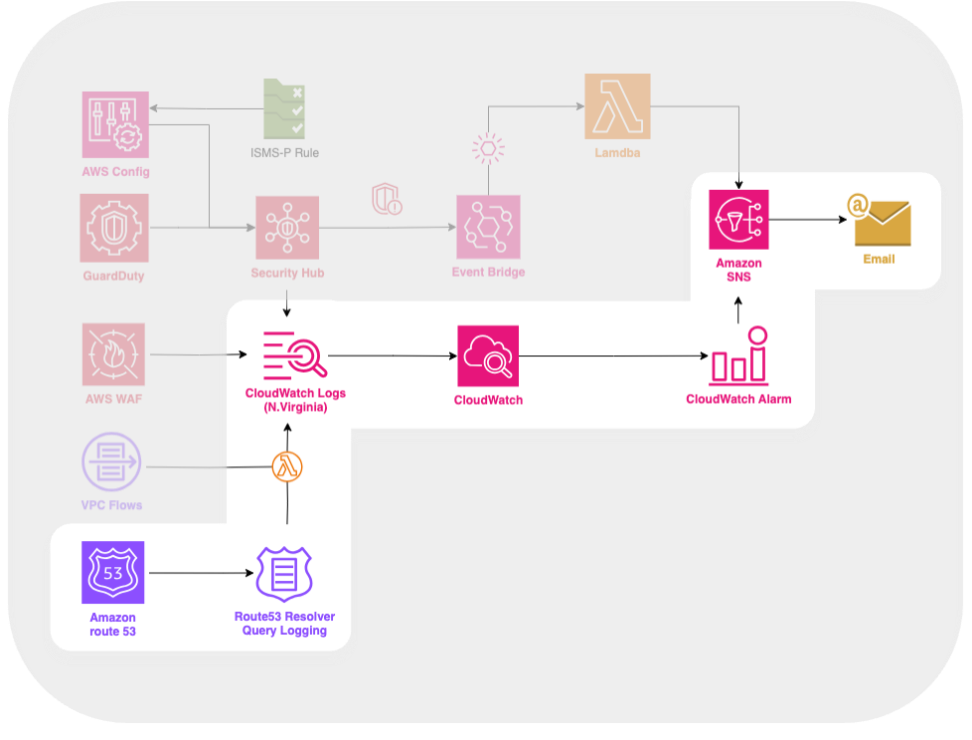 ISMS-P Rule
AWS Config
Lamdba
GuardDuty
Security Hub
Event Bridge
Amazon
SNS
@
Email
AWS WAF
CloudWatch Logs
(N.Virginia)
CloudWatch
CloudWatch Alarm
VPC Flows
53
Amazon
route 53
Route53 Resolver
Query Logging